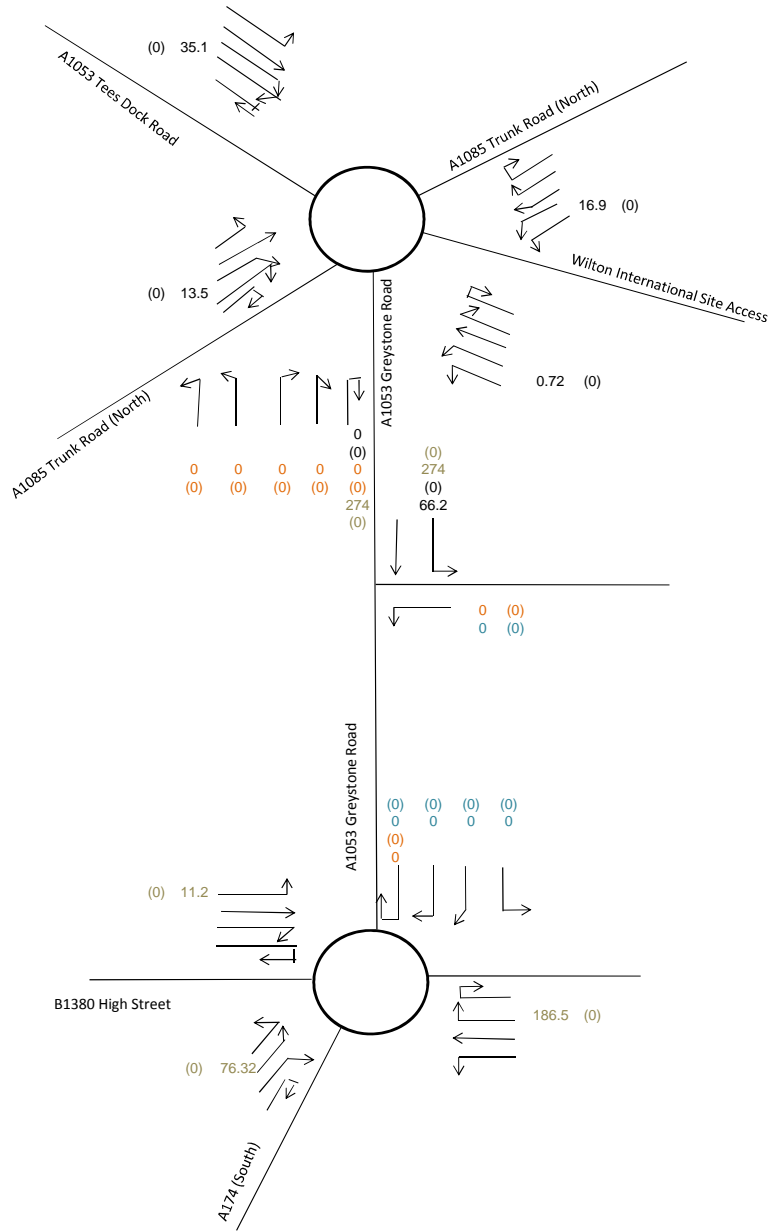 (0) 35.1
A1053 Tees Dock Road
A1085 Trunk Road (North)
16.9 (0)
Wilton International Site Access
(0) 13.5
A1053 Greystone Road
0.72 (0)
A1085 Trunk Road (North)
0
(0)
0 0 0 0 0
(0) (0) (0) (0) (0)
274
(0)
(0)
274
(0)
66.2
0 (0)
0 (0)
A1053 Greystone Road
(0) (0) (0) (0)
0 0 0 0
(0)
0
(0) 11.2
B1380 High Street
186.5 (0)
(0) 76.32
A174 (South)